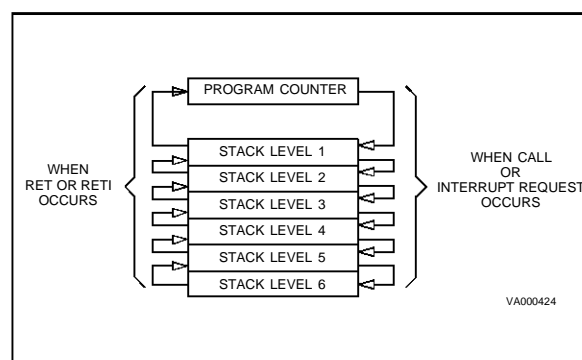 PROGRAM COUNTER
STACK LEVEL 1
STACK LEVEL 2
STACK LEVEL 3
STACK LEVEL 4
STACK LEVEL 5
STACK LEVEL 6
WHEN
RET OR RETI
OCCURS
WHEN CALL
OR
INTERRUPT REQUEST
OCCURS
VA000424